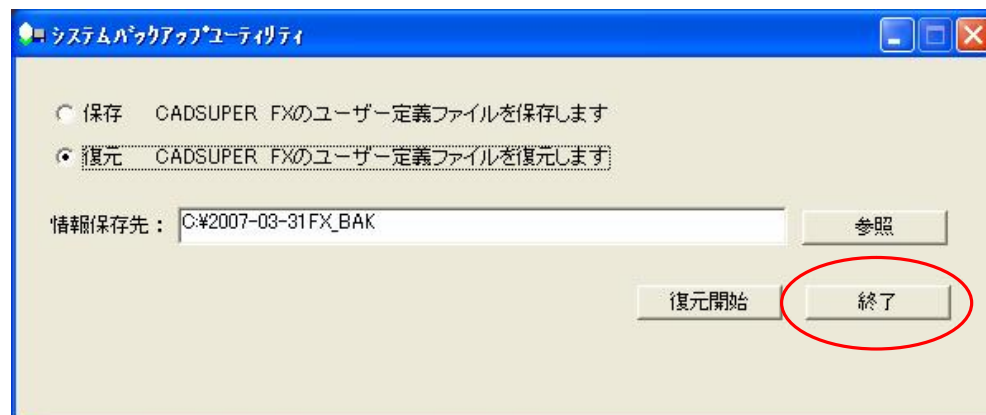 システムバックアップユーティリティ
保存 CADSUPER FXのユーザー定義ファイルを保存します
復元 CADSUPER FXのユーザー定義ファイルを復元します
情報保存先： C:¥2007-03-31FX_BAK 参照
復元開始 終了